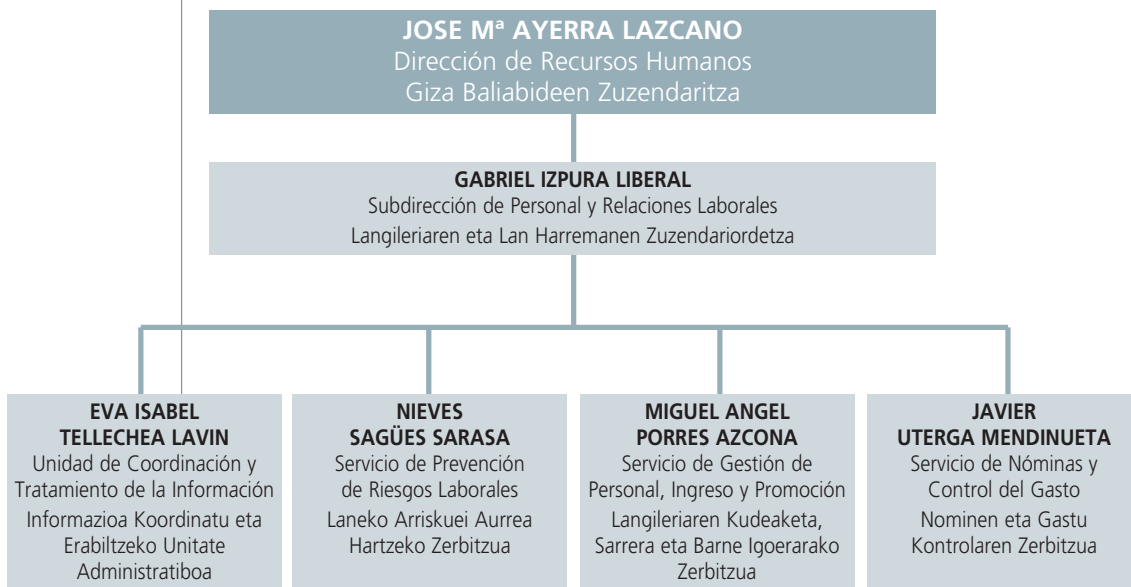 JOSE Mª AYERRA LAZCANO
Dirección de Recursos Humanos
Giza Baliabideen Zuzendaritza
GABRIEL IZPURA LIBERAL
Subdirección de Personal y Relaciones Laborales
Langileriaren eta Lan Harremanen Zuzendariordetza
EVA ISABEL
TELLECHEA LAVIN
Unidad de Coordinación y
Tratamiento de la Información
Informazioa Koordinatu eta
Erabiltzeko Unitate
Administratiboa
NIEVES
SAGÜES SARASA
Servicio de Prevención
de Riesgos Laborales
Laneko Arriskuei Aurrea
Hartzeko Zerbitzua
MIGUEL ANGEL
PORRES AZCONA
Servicio de Gestión de
Personal, Ingreso y Promoción
Langileriaren Kudeaketa,
Sarrera eta Barne Igoerarako
Zerbitzua
JAVIER
UTERGA MENDINUETA
Servicio de Nóminas y
Control del Gasto
Nominen eta Gastu
Kontrolaren Zerbitzua